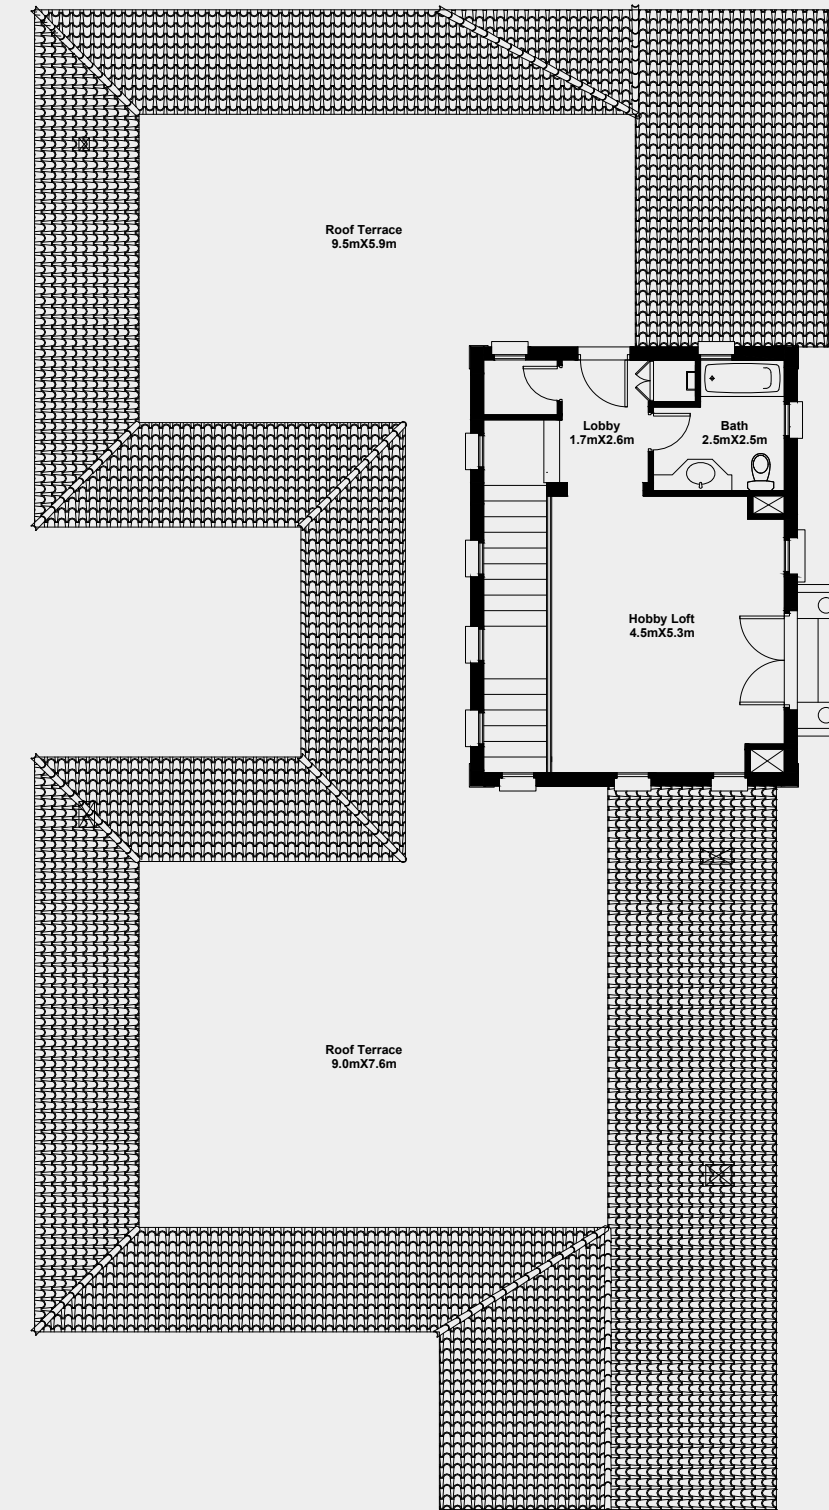 Roof Terrace
9.5mX5.9m
Lobby
1.7mX2.6m
Bath
2.5mX2.5m
Hobby Loft
4.5mX5.3m
Roof Terrace
9.0mX7.6m